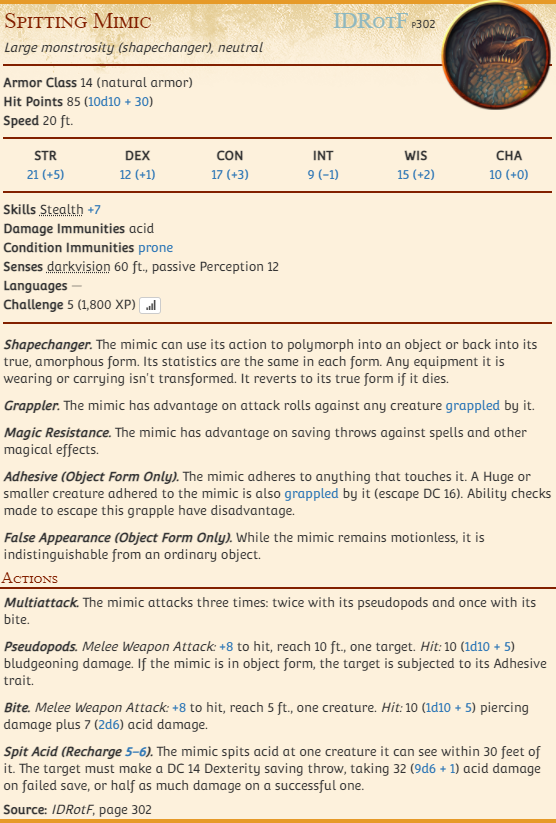 Spitting Mimic IDRotF P302
Large monstrosity (shapechanger), neutral
Armor Class 14 (natural armor)
Hit Points 85 (10d10 + 30)
Speed 20 ft.
STR DEX CON INT WIS CHA
21 (+5) 12 (+1) 17 (+3) 9 (−1) 15 (+2) 10 (+0)
Skills Stealth +7
Damage Immunities acid
Condition Immunities prone
Senses darkvision 60 ft., passive Perception 12
Languages —
Challenge 5 (1,800 XP)
Shapechanger. The mimic can use its action to polymorph into an object or back into its
true, amorphous form. Its statistics are the same in each form. Any equipment it is
wearing or carrying isn't transformed. It reverts to its true form if it dies.
Grappler. The mimic has advantage on attack rolls against any creature grappled by it.
Magic Resistance. The mimic has advantage on saving throws against spells and other
magical effects.
Adhesive (Object Form Only). The mimic adheres to anything that touches it. A Huge or
smaller creature adhered to the mimic is also grappled by it (escape DC 16). Ability checks
made to escape this grapple have disadvantage.
False Appearance (Object Form Only). While the mimic remains motionless, it is
indistinguishable from an ordinary object.
Actions
Multiattack. The mimic attacks three times: twice with its pseudopods and once with its
bite.
Pseudopods. Melee Weapon Attack: +8 to hit, reach 10 ft., one target. Hit: 10 (1d10 + 5)
bludgeoning damage. If the mimic is in object form, the target is subjected to its Adhesive
trait.
Bite. Melee Weapon Attack: +8 to hit, reach 5 ft., one creature. Hit: 10 (1d10 + 5) piercing
damage plus 7 (2d6) acid damage.
Spit Acid (Recharge 5–6). The mimic spits acid at one creature it can see within 30 feet of
it. The target must make a DC 14 Dexterity saving throw, taking 32 (9d6 + 1) acid damage
on failed save, or half as much damage on a successful one.
Source: IDRotF, page 302